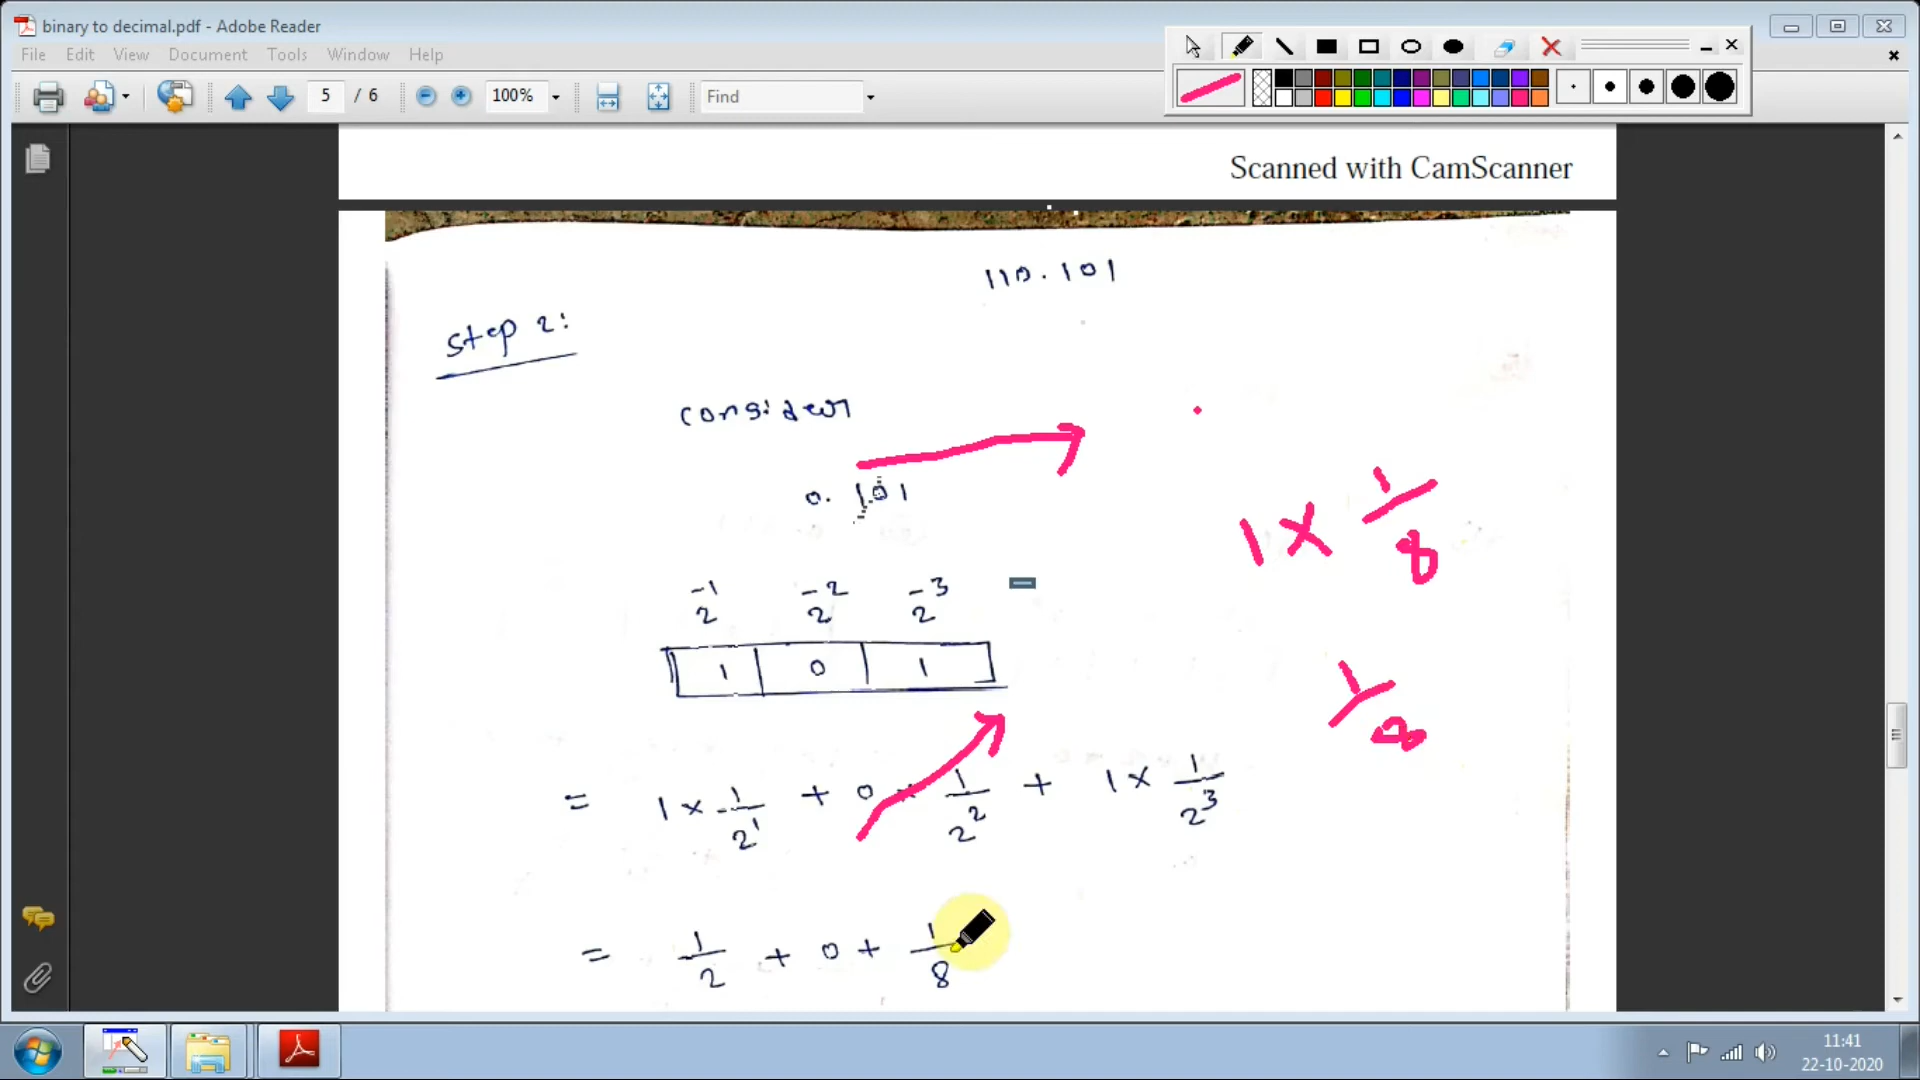 binary to decimal.pdf - Adobe Reader
File Edit View Document Tools Window Help
5 / 6 100% Find
Scanned with CamScanner
110.101
Step 2:
consider
0.101
2^-1 2^-2 2^-3
1 0 1
1 × 1/8
1/8
= 1 × 1/2^1 + 0 × 1/2^2 + 1 × 1/2^3
= 1/2 + 0 + 1/8
11:41
22-10-2020